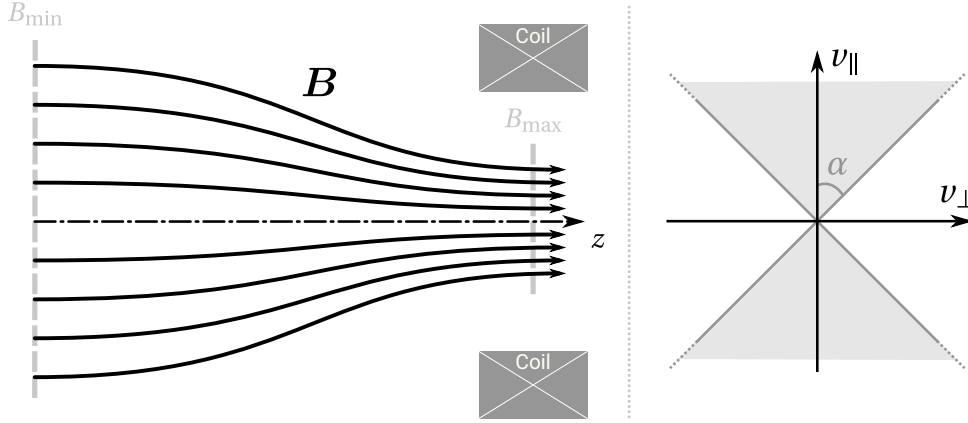 B_min
Coil
B
B_max
z
Coil
v_∥
α
v_⊥